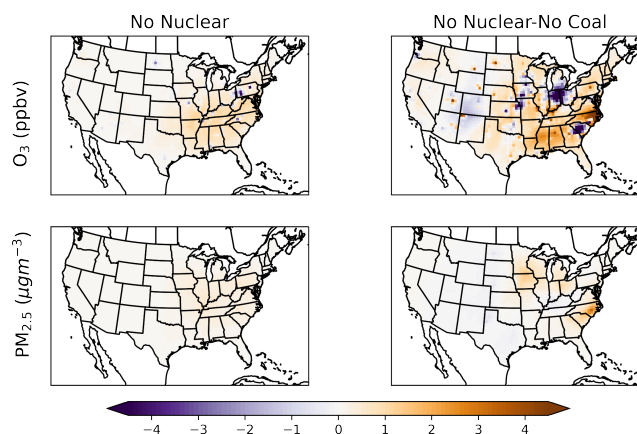 No Nuclear
No Nuclear-No Coal
O₃ (ppbv)
PM₂.₅ (μgm⁻³)
−4 −3 −2 −1 0 1 2 3 4